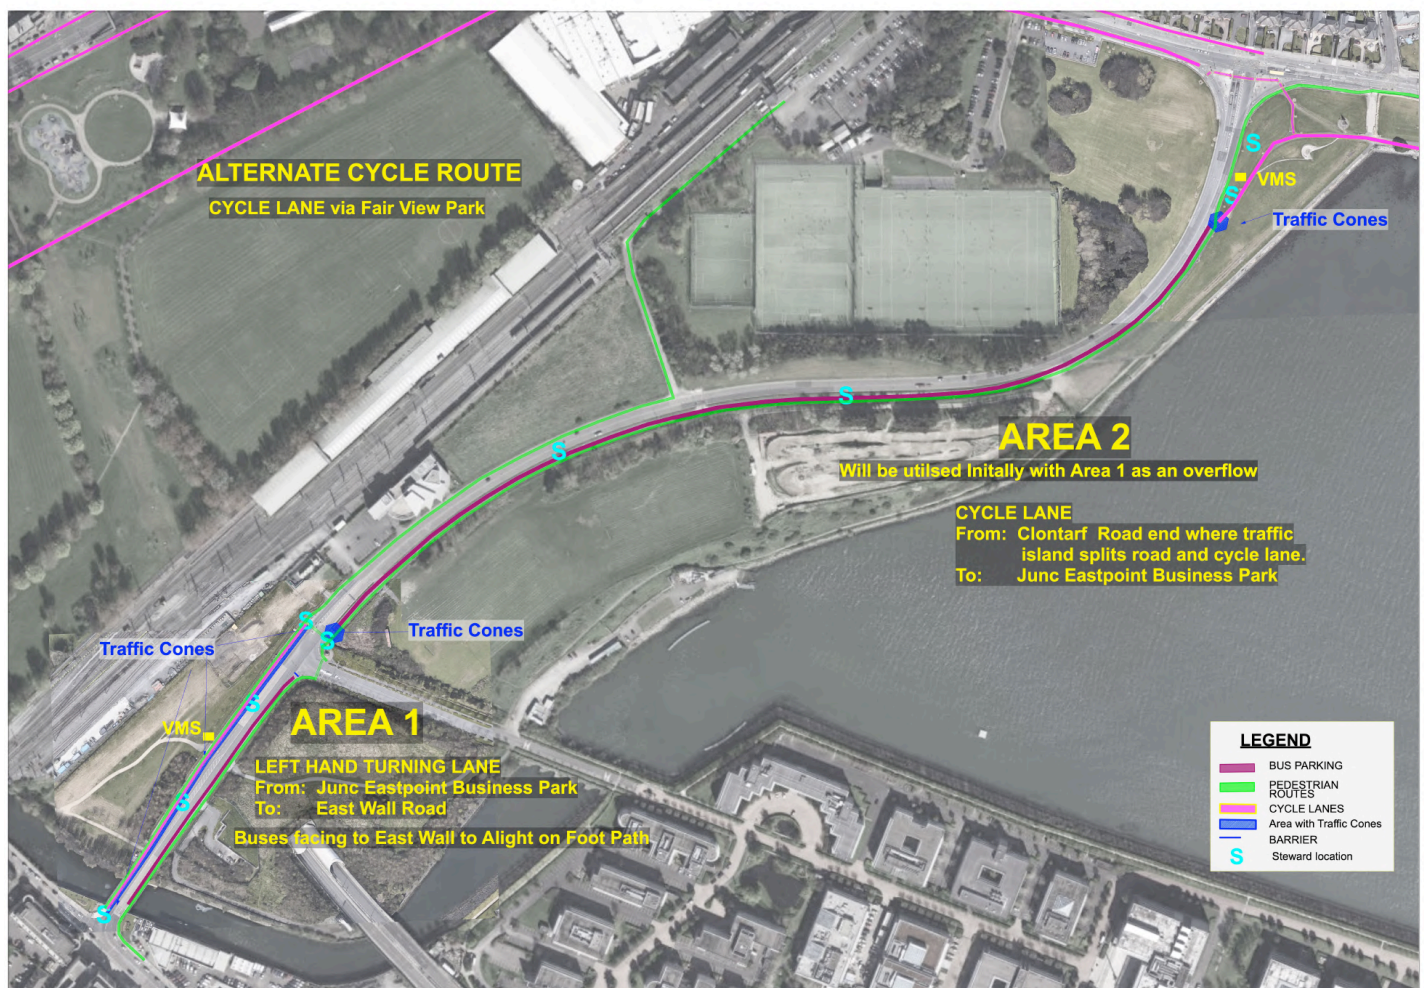 ALTERNATE CYCLE ROUTE
CYCLE LANE via Fair View Park
S
VMS
S
Traffic Cones
S
AREA 2
S
Will be utilsed Initally with Area 1 as an overflow
CYCLE LANE
From: Clontarf Road end where traffic
island splits road and cycle lane.
To: Junc Eastpoint Business Park
S
Traffic Cones
S
Traffic Cones
S
VMS
AREA 1
LEFT HAND TURNING LANE
From: Junc Eastpoint Business Park
To: East Wall Road
S
Buses facing to East Wall to Alight on Foot Path
S
LEGEND
BUS PARKING
PEDESTRIAN
ROUTES
CYCLE LANES
Area with Traffic Cones
BARRIER
S Steward location